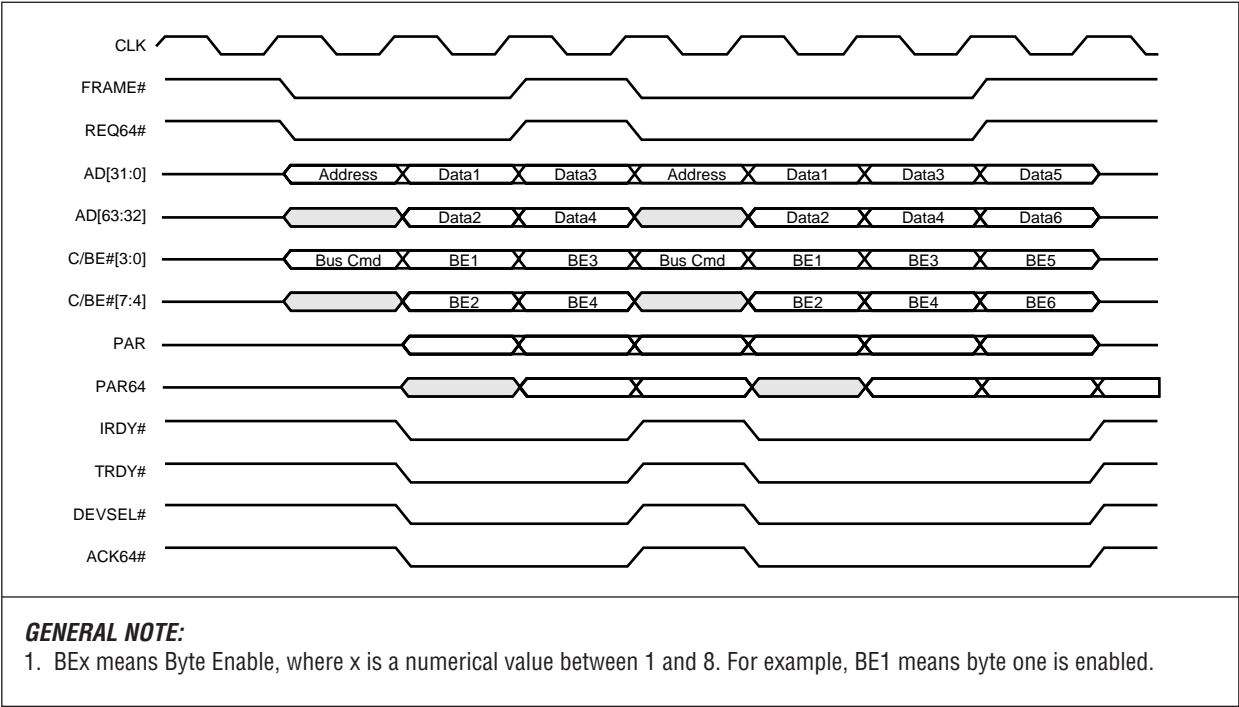 CLK
FRAME#
REQ64#
AD[31:0] Address Data1 Data3 Address Data1 Data3 Data5
AD[63:32] Data2 Data4 Data2 Data4 Data6
C/BE#[3:0] Bus Cmd BE1 BE3 Bus Cmd BE1 BE3 BE5
C/BE#[7:4] BE2 BE4 BE2 BE4 BE6
PAR
PAR64
IRDY#
TRDY#
DEVSEL#
ACK64#
GENERAL NOTE:
1. BEx means Byte Enable, where x is a numerical value between 1 and 8. For example, BE1 means byte one is enabled.